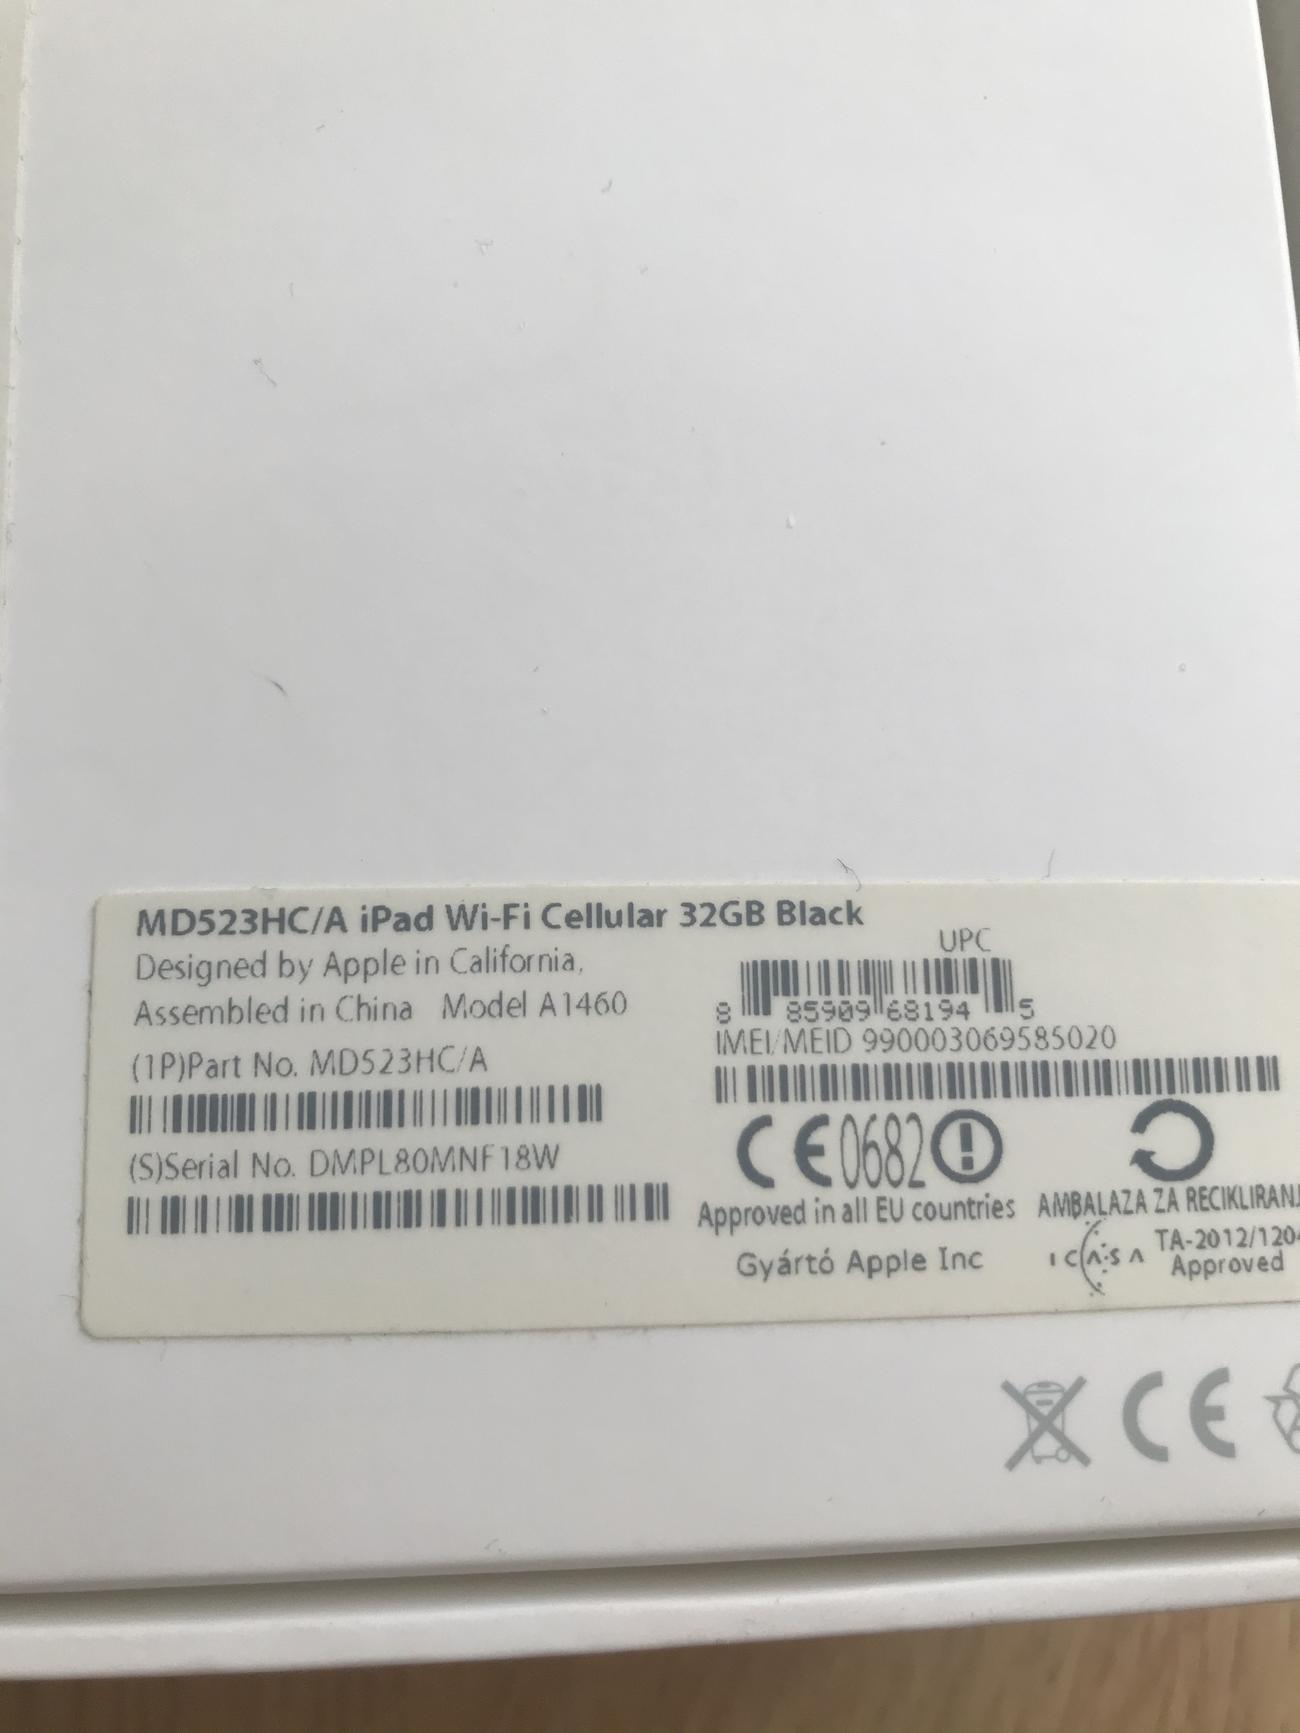 MD523HC/A iPad Wi-Fi Cellular 32GB Black
Designed by Apple in California,
Assembled in China Model A1460
(1P)Part No. MD523HC/A
(S)Serial No. DMPL80MNF18W
UPC
8 85909 68194 5
IMEI/MEID 990003069585020
CE0682
Approved in all EU countries
Gyártó Apple Inc
AMBALAZA ZA RECIKLIRANJ
ICASA
TA-2012/120
Approved
CE